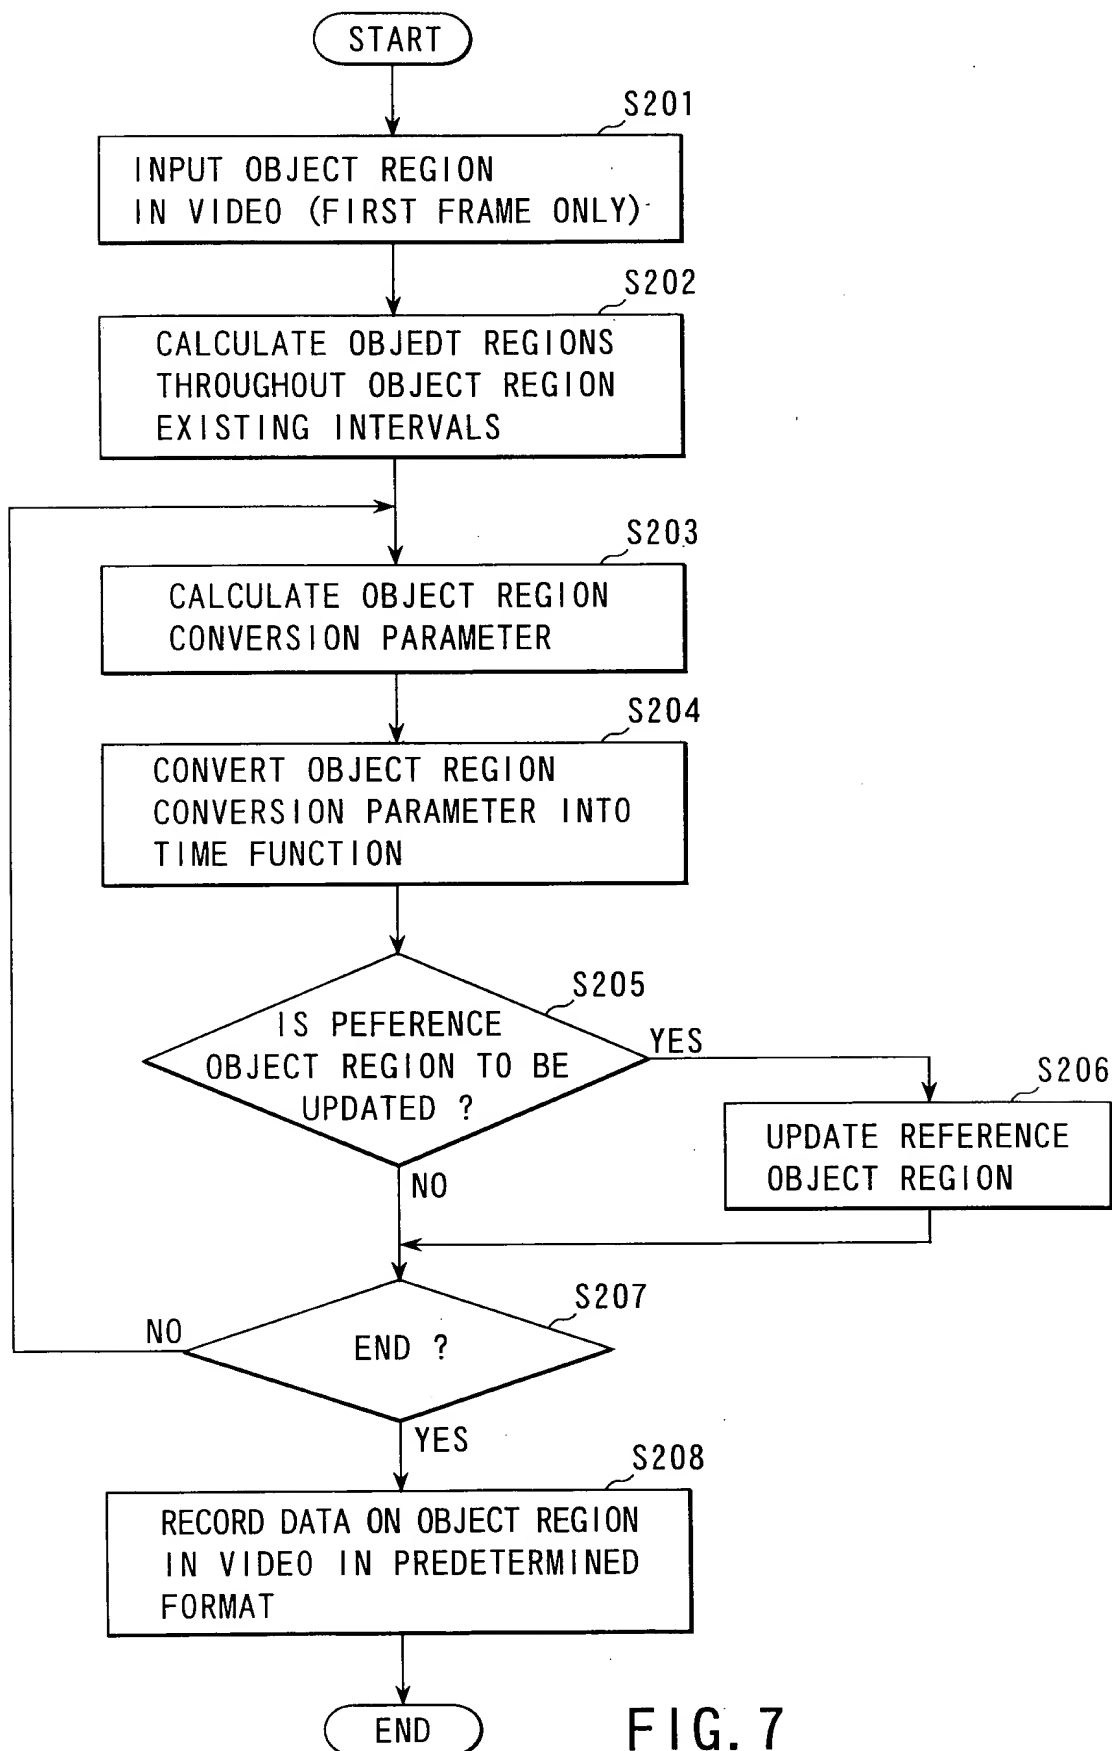 START
S201
INPUT OBJECT REGION
IN VIDEO (FIRST FRAME ONLY)
S202
CALCULATE OBJEDT REGIONS
THROUGHOUT OBJECT REGION
EXISTING INTERVALS
S203
CALCULATE OBJECT REGION
CONVERSION PARAMETER
S204
CONVERT OBJECT REGION
CONVERSION PARAMETER INTO
TIME FUNCTION
S205
IS PEFERENCE
OBJECT REGION TO BE
UPDATED ?
YES
S206
UPDATE REFERENCE
OBJECT REGION
NO
S207
END ?
NO
YES
S208
RECORD DATA ON OBJECT REGION
IN VIDEO IN PREDETERMINED
FORMAT
END
FIG. 7